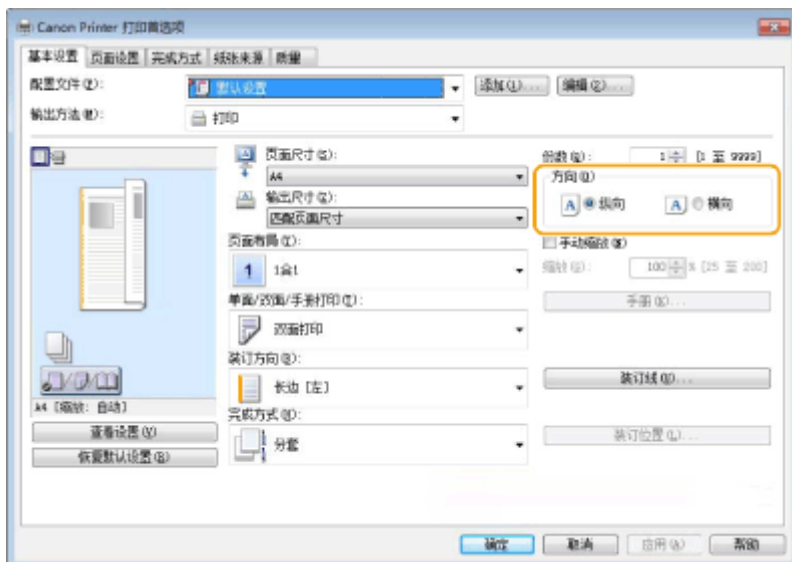 Canon Printer 打印首选项
基本设置 页面设置 完成方式 纸张来源 质量
配置文件(F): 默认设置 添加(1)... 编辑(2)...
输出方法(M): 打印
页面尺寸(S): 份数(N): 1 [1 至 9999]
A4 方向(O)
输出尺寸(Z): A 纵向 A 横向
匹配页面尺寸
页面布局(Y): 手动缩放(H)
1 1合1 缩放(G): 100 % [25 至 200]
单面/双面/手册打印(T): 手册(K)...
双面打印
装订方向(B):
长边 [左] 装订线(U)...
A4 [缩放: 自动] 完成方式(X):
查看设置(V) 分套 装订位置(L)...
恢复默认设置(R)
确定 取消 应用(A) 帮助